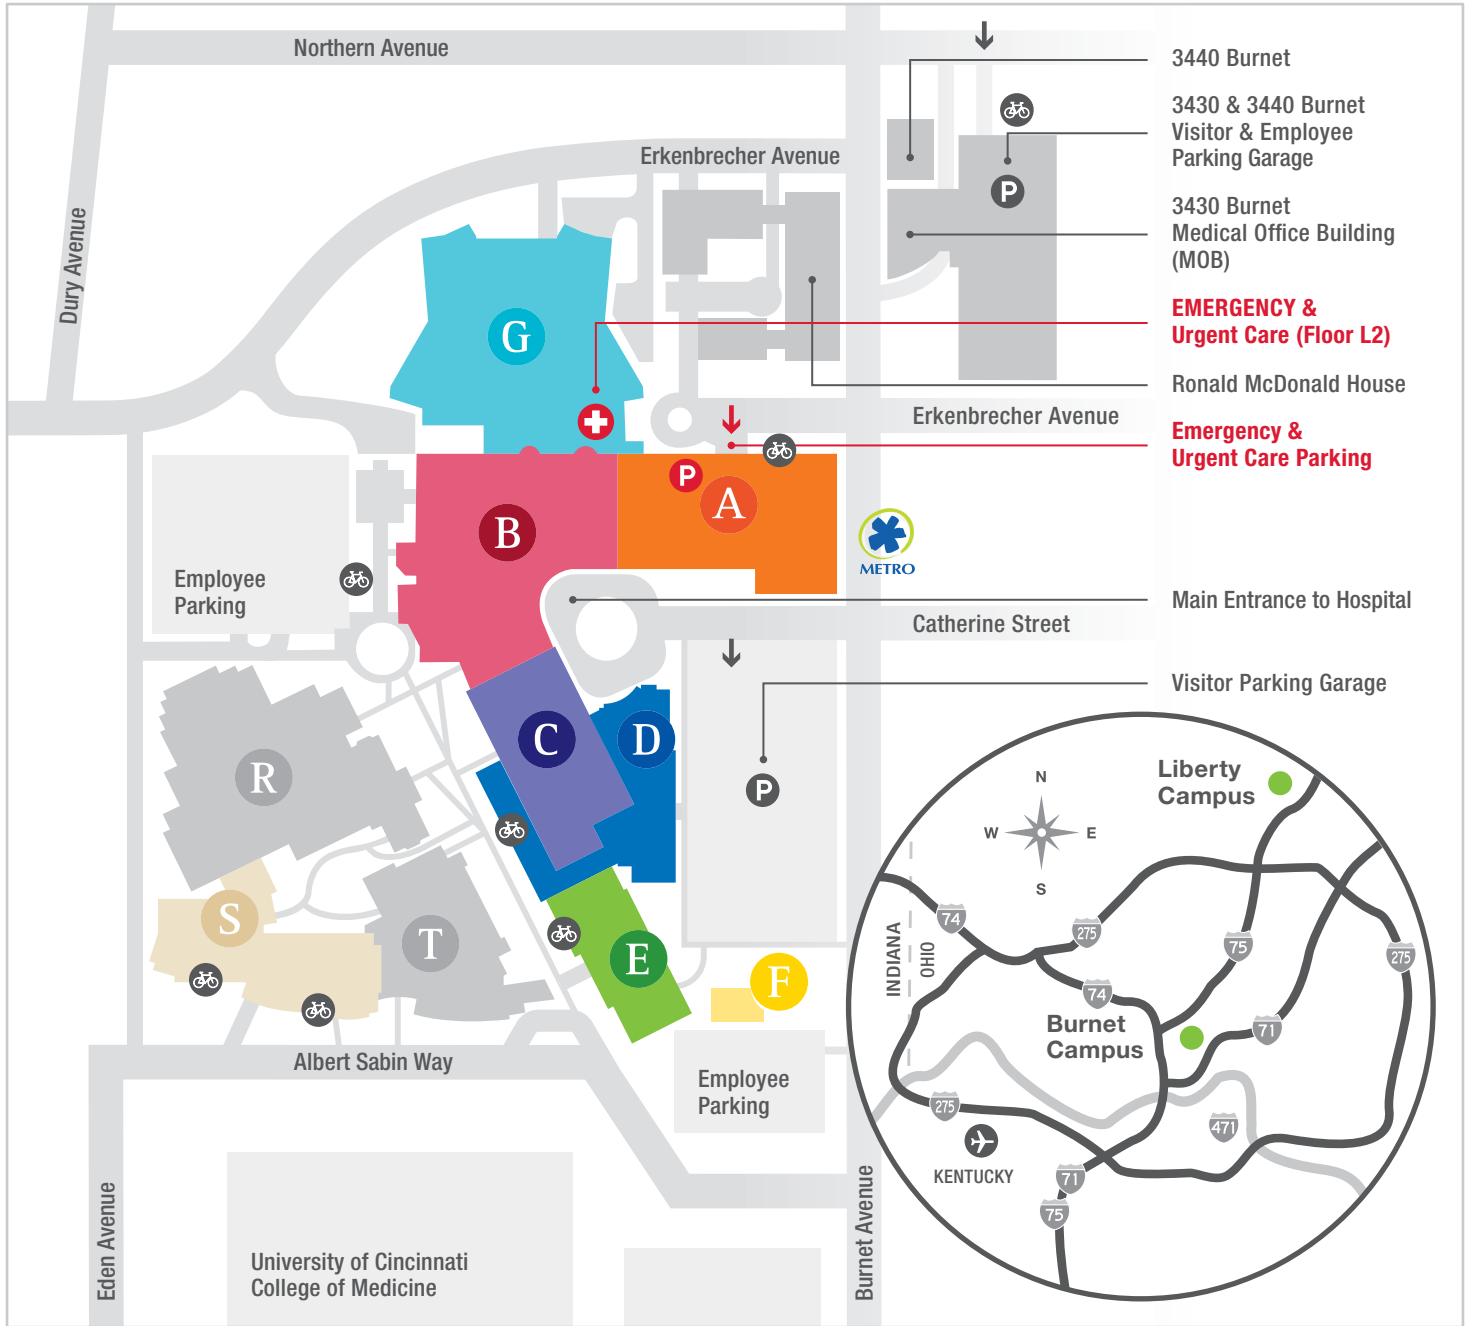 Northern Avenue
3440 Burnet
3430 & 3440 Burnet
Visitor & Employee
Parking Garage
P
Erkenbrecher Avenue
3430 Burnet
Medical Office Building
(MOB)
Dury Avenue
G
EMERGENCY &
Urgent Care (Floor L2)
Ronald McDonald House
Erkenbrecher Avenue
Emergency &
Urgent Care Parking
P
A
B
METRO
Employee
Parking
Main Entrance to Hospital
Catherine Street
Visitor Parking Garage
C
D
R
P
S
T
E
F
Albert Sabin Way
Employee
Parking
Eden Avenue
University of Cincinnati
College of Medicine
Burnet Avenue
Liberty
Campus
N
W
E
S
74
275
75
275
INDIANA
OHIO
74
Burnet
Campus
71
275
471
KENTUCKY
71
75